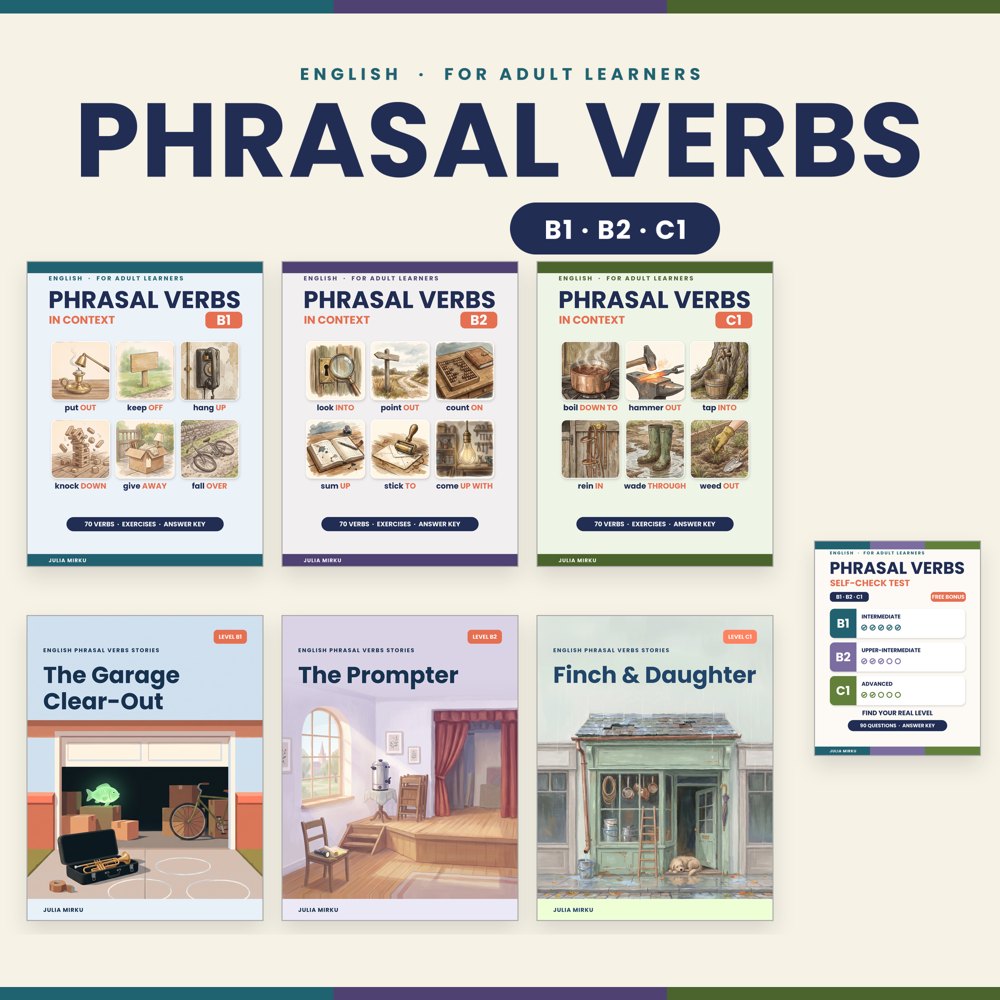 ENGLISH · FOR ADULT LEARNERS
PHRASAL VERBS
B1 · B2 · C1
ENGLISH · FOR ADULT LEARNERS
PHRASAL VERBS
IN CONTEXT
B1
put OUT
keep OFF
hang UP
knock DOWN
give AWAY
fall OVER
70 VERBS · EXERCISES · ANSWER KEY
JULIA MIRKU
ENGLISH · FOR ADULT LEARNERS
PHRASAL VERBS
IN CONTEXT
B2
look INTO
point OUT
count ON
sum UP
stick TO
come UP WITH
70 VERBS · EXERCISES · ANSWER KEY
JULIA MIRKU
ENGLISH · FOR ADULT LEARNERS
PHRASAL VERBS
IN CONTEXT
C1
boil DOWN TO
hammer OUT
tap INTO
rein IN
wade THROUGH
weed OUT
70 VERBS · EXERCISES · ANSWER KEY
JULIA MIRKU
LEVEL B1
ENGLISH PHRASAL VERBS STORIES
The Garage
Clear-Out
JULIA MIRKU
LEVEL B2
ENGLISH PHRASAL VERBS STORIES
The Prompter
JULIA MIRKU
LEVEL C1
ENGLISH PHRASAL VERBS STORIES
Finch & Daughter
JULIA MIRKU
ENGLISH · FOR ADULT LEARNERS
PHRASAL VERBS
SELF-CHECK TEST
B1 · B2 · C1
FREE BONUS
B1
INTERMEDIATE
B2
UPPER-INTERMEDIATE
C1
ADVANCED
FIND YOUR REAL LEVEL
90 QUESTIONS · ANSWER KEY
JULIA MIRKU